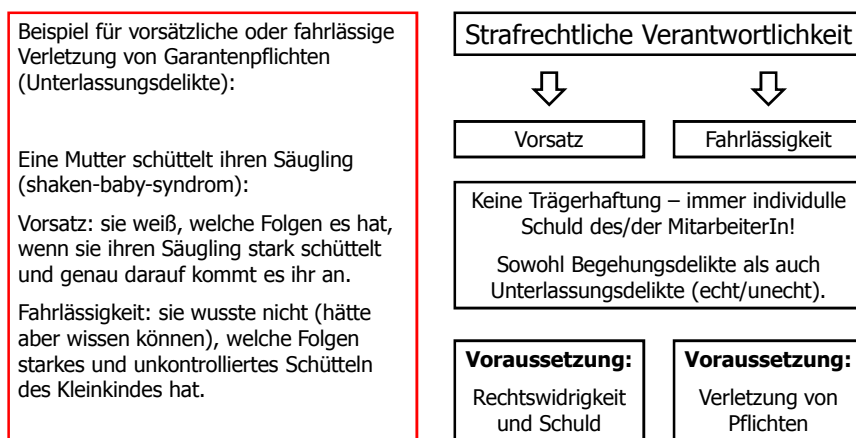 Beispiel für vorsätzliche oder fahrlässige
Verletzung von Garantenpflichten
(Unterlassungsdelikte):
Eine Mutter schüttelt ihren Säugling
(shaken-baby-syndrom):
Vorsatz: sie weiß, welche Folgen es hat,
wenn sie ihren Säugling stark schüttelt
und genau darauf kommt es ihr an.
Fahrlässigkeit: sie wusste nicht (hätte
aber wissen können), welche Folgen
starkes und unkontrolliertes Schütteln
des Kleinkindes hat.
Strafrechtliche Verantwortlichkeit
Vorsatz
Fahrlässigkeit
Keine Trägerhaftung – immer individulle
Schuld des/der MitarbeiterIn!
Sowohl Begehungsdelikte als auch
Unterlassungsdelikte (echt/unecht).
Voraussetzung:
Rechtswidrigkeit
und Schuld
Voraussetzung:
Verletzung von
Pflichten